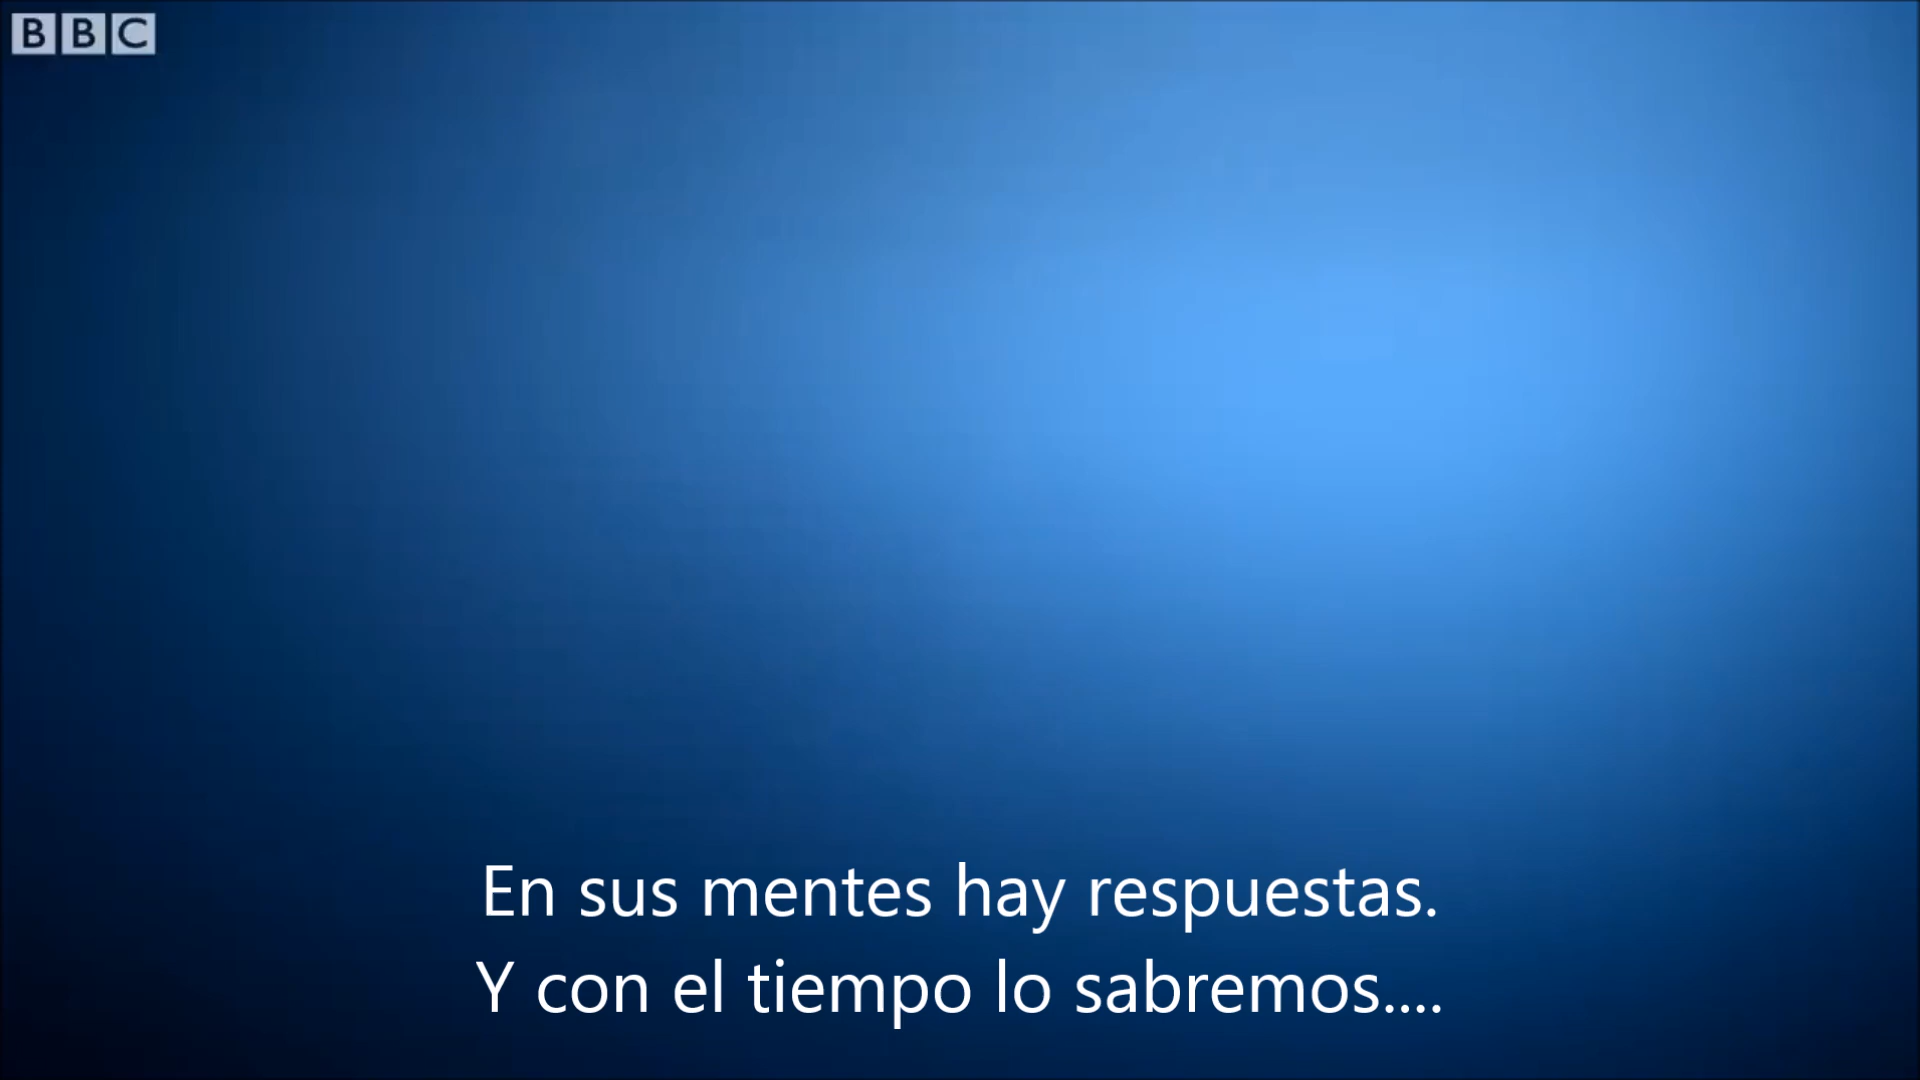 BBC
En sus mentes hay respuestas.
Y con el tiempo lo sabremos....